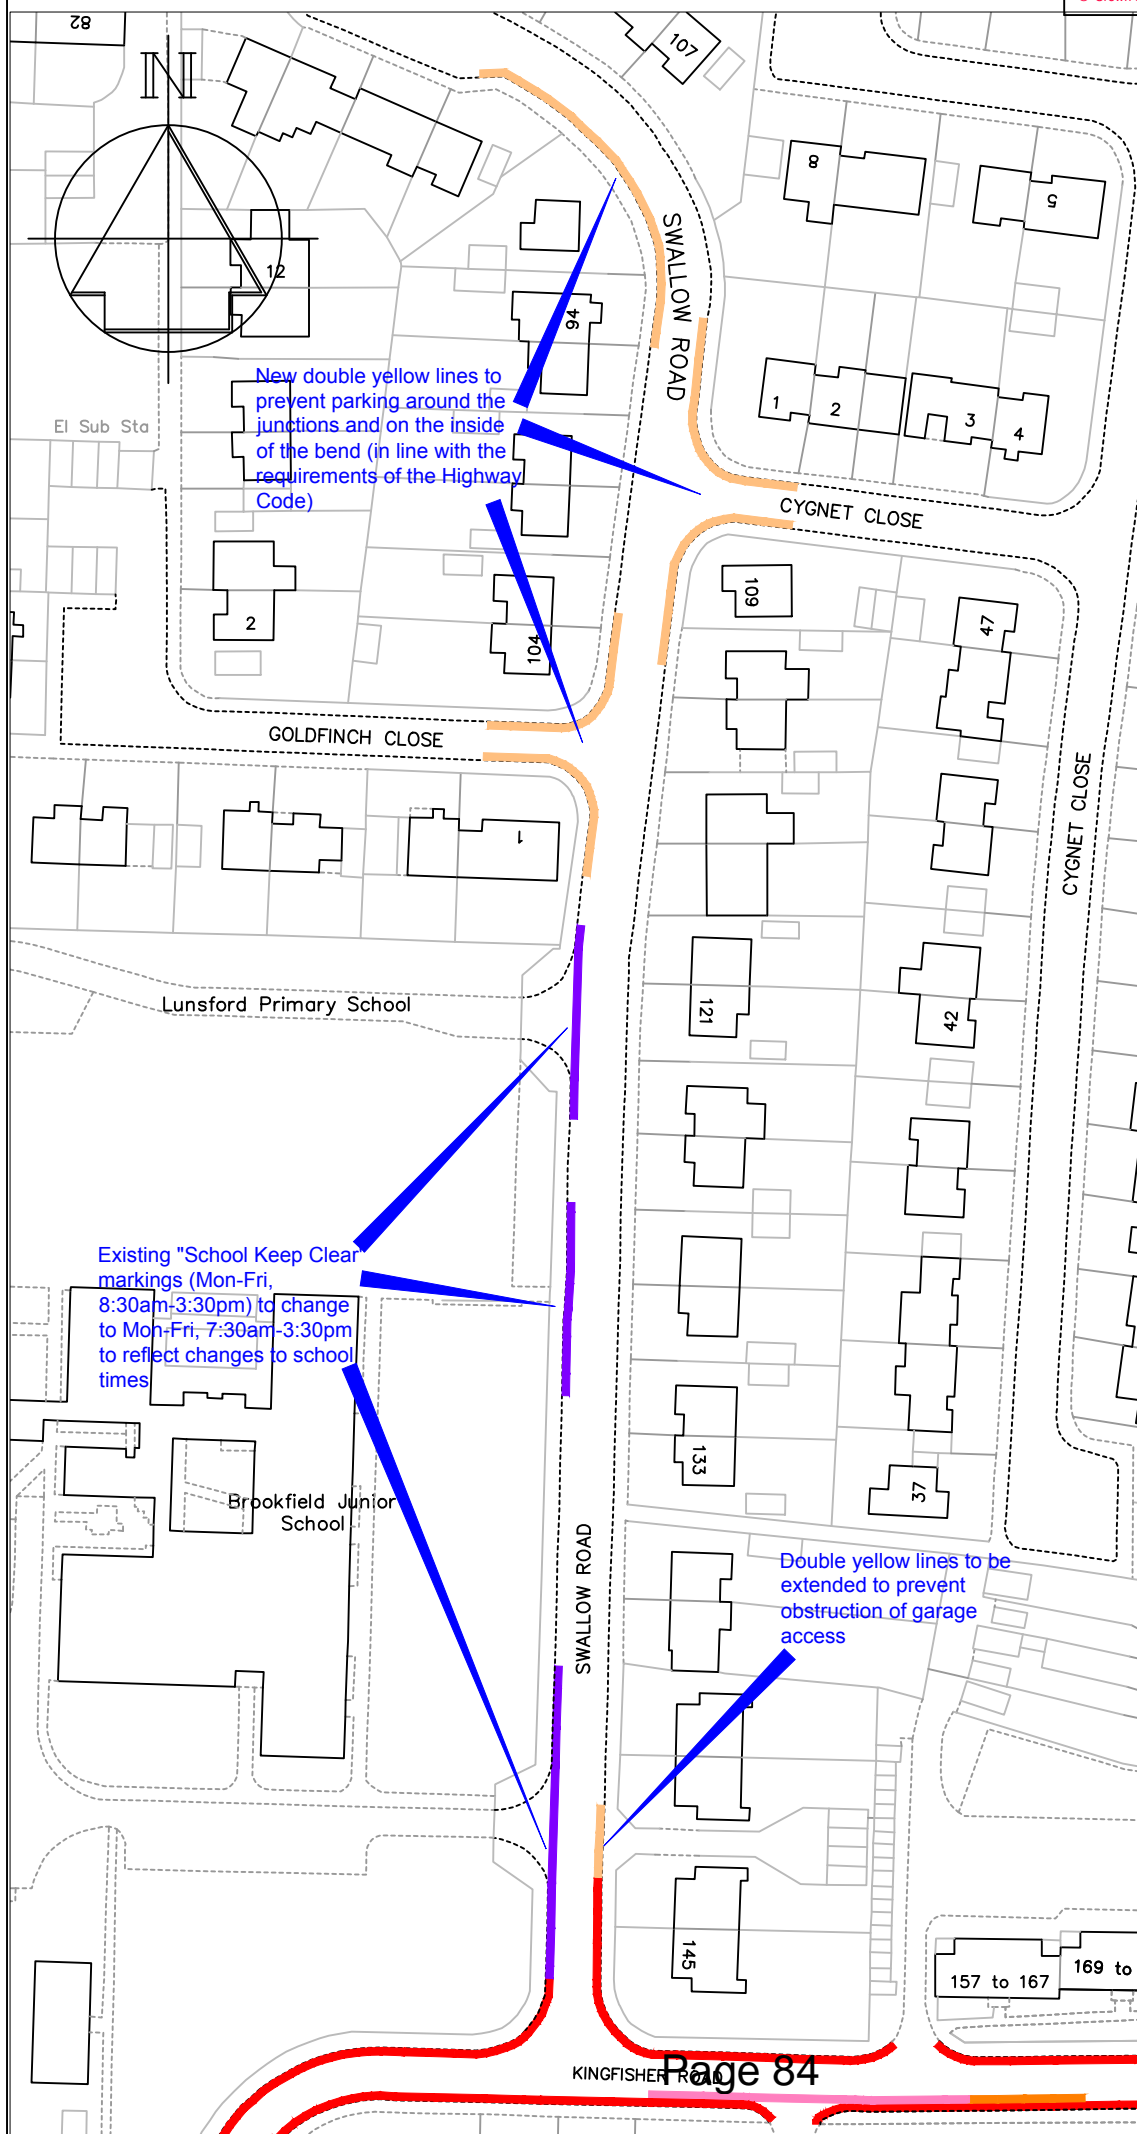 82
N
107
8
5
SWALLOW ROAD
12
94
New double yellow lines to
prevent parking around the
junctions and on the inside
of the bend (in line with the
requirements of the Highway
Code)
El Sub Sta
1
2
3
4
CYGNET CLOSE
109
47
2
104
GOLDFINCH CLOSE
CYGNET CLOSE
1
Lunsford Primary School
121
42
Existing "School Keep Clear"
markings (Mon-Fri,
8:30am-3:30pm) to change
to Mon-Fri, 7:30am-3:30pm
to reflect changes to school
times
133
37
Brookfield Junior
School
SWALLOW ROAD
Double yellow lines to be
extended to prevent
obstruction of garage
access
145
157 to 167
169 to
KINGFISHER ROAD
Page 84